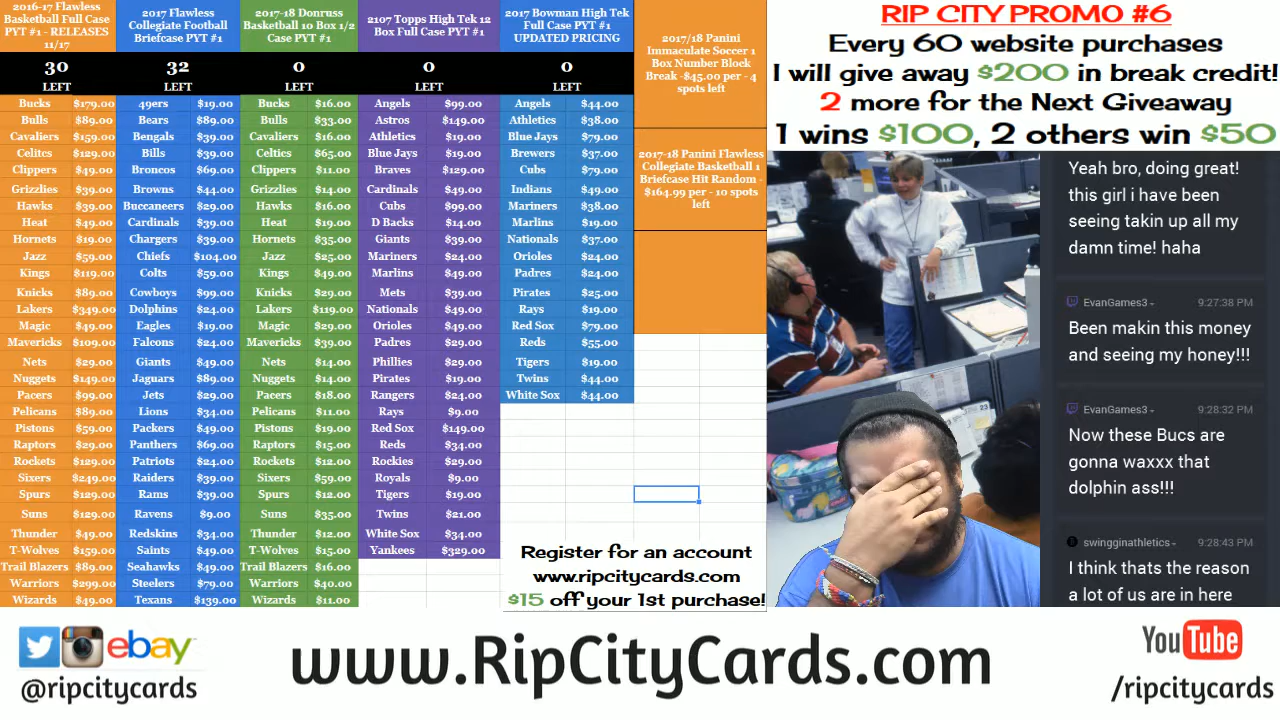 2016-17 Flawless
Basketball Full Case
PYT #1 - RELEASES
11/17
30
LEFT
Bucks $179.00
Bulls $89.00
Cavaliers $159.00
Celitcs $129.00
Clippers $49.00
Grizzlies $39.00
Hawks $39.00
Heat $49.00
Hornets $19.00
Jazz $59.00
Kings $119.00
Knicks $89.00
Lakers $349.00
Magic $49.00
Mavericks $109.00
Nets $29.00
Nuggets $149.00
Pacers $99.00
Pelicans $89.00
Pistons $59.00
Raptors $29.00
Rockets $129.00
Sixers $249.00
Spurs $129.00
Suns $129.00
Thunder $49.00
T-Wolves $159.00
Trail Blazers $89.00
Warriors $299.00
Wizards $49.00
2017 Flawless
Collegiate Football
Briefcase PYT #1
32
LEFT
49ers $19.00
Bears $89.00
Bengals $39.00
Bills $39.00
Broncos $69.00
Browns $44.00
Buccaneers $29.00
Cardinals $39.00
Chargers $39.00
Chiefs $104.00
Colts $59.00
Cowboys $99.00
Dolphins $24.00
Eagles $19.00
Falcons $24.00
Giants $49.00
Jaguars $89.00
Jets $29.00
Lions $34.00
Packers $49.00
Panthers $69.00
Patriots $24.00
Raiders $39.00
Rams $39.00
Ravens $9.00
Redskins $34.00
Saints $49.00
Seahawks $49.00
Steelers $79.00
Texans $139.00
2017-18 Donruss
Basketball 10 Box 1/2
Case PYT #1
0
LEFT
Bucks $16.00
Bulls $33.00
Cavaliers $16.00
Celtics $65.00
Clippers $11.00
Grizzlies $14.00
Hawks $16.00
Heat $19.00
Hornets $35.00
Jazz $25.00
Kings $49.00
Knicks $29.00
Lakers $119.00
Magic $29.00
Mavericks $39.00
Nets $14.00
Nuggets $14.00
Pacers $18.00
Pelicans $11.00
Pistons $19.00
Raptors $15.00
Rockets $12.00
Sixers $59.00
Spurs $12.00
Suns $35.00
Thunder $12.00
T-Wolves $15.00
Trail Blazers $16.00
Warriors $40.00
Wizards $11.00
2107 Topps High Tek 12
Box Full Case PYT #1
0
LEFT
Angels $99.00
Astros $149.00
Athletics $19.00
Blue Jays $19.00
Braves $129.00
Cardinals $49.00
Cubs $99.00
D Backs $14.00
Giants $39.00
Mariners $24.00
Marlins $49.00
Mets $39.00
Nationals $49.00
Orioles $49.00
Padres $29.00
Phillies $29.00
Pirates $19.00
Rangers $24.00
Rays $9.00
Red Sox $149.00
Reds $34.00
Rockies $29.00
Royals $9.00
Tigers $19.00
Twins $21.00
White Sox $34.00
Yankees $329.00
2017 Bowman High Tek
Full Case PYT #1
UPDATED PRICING
0
LEFT
Angels $44.00
Athletics $38.00
Blue Jays $79.00
Brewers $37.00
Cubs $79.00
Indians $49.00
Mariners $38.00
Marlins $19.00
Nationals $37.00
Orioles $24.00
Padres $24.00
Pirates $25.00
Rays $19.00
Red Sox $79.00
Reds $55.00
Tigers $19.00
Twins $44.00
White Sox $44.00
2017/18 Panini
Immaculate Soccer 1
Box Number Block
Break -$45.00 per - 4
spots left
2017-18 Panini Flawless
Collegiate Basketball 1
Briefcase Hit Random -
$164.99 per - 10 spots
left
Register for an account
www.ripcitycards.com
$15 off your 1st purchase!
RIP CITY PROMO #6
Every 60 website purchases
I will give away $200 in break credit!
2 more for the Next Giveaway
1 wins $100, 2 others win $50
Yeah bro, doing great!
this girl i have been
seeing takin up all my
damn time! haha
EvanGames3 - 9:27:38 PM
Been makin this money
and seeing my honey!!!
EvanGames3 - 9:28:32 PM
Now these Bucs are
gonna waxxx that
dolphin ass!!!
swingginathletics - 9:28:43 PM
I think thats the reason
a lot of us are in here
ebay
@ripcitycards
www.RipCityCards.com
YouTube
/ripcitycards